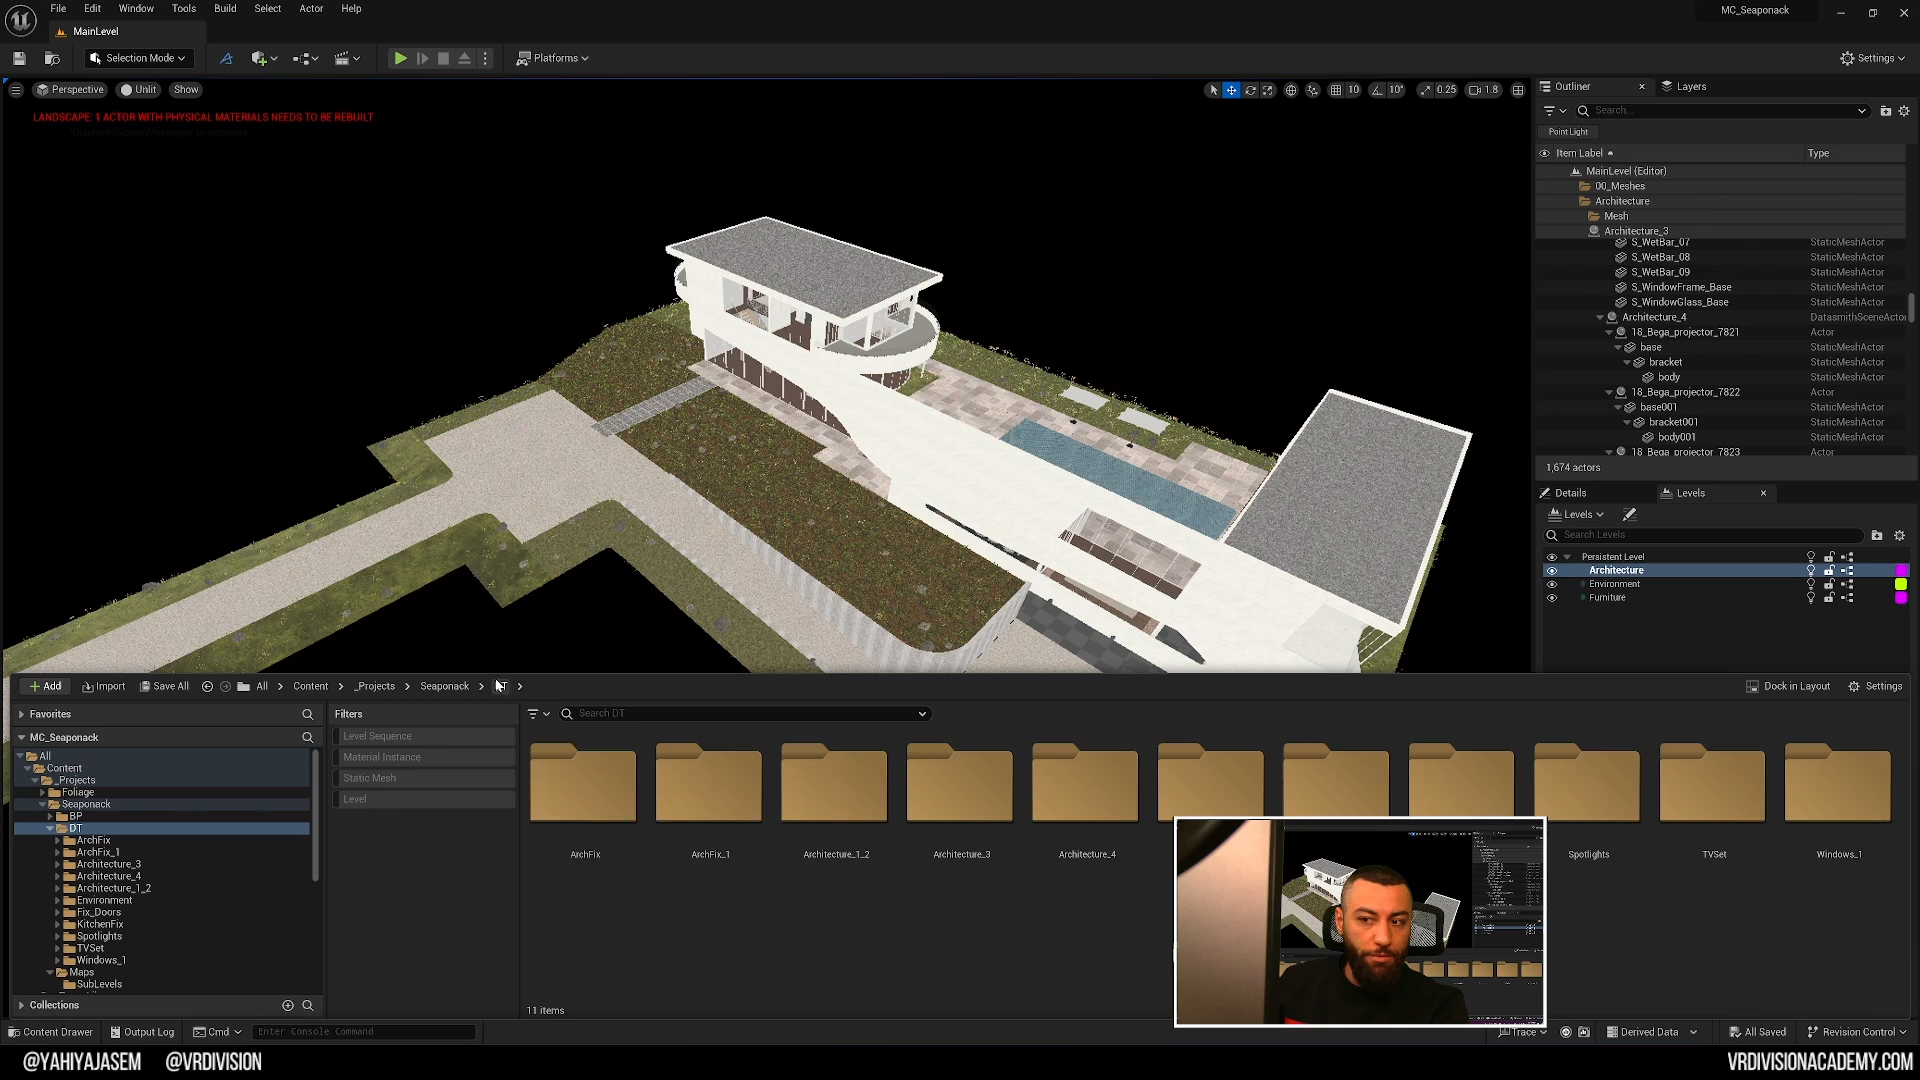 File Edit Window Tools Build Select Actor Help
MC_Seaponack
MainLevel
Selection Mode
Platforms
Settings
Perspective Unlit Show
10 10° 0.25 1.8
LANDSCAPE: 1 ACTOR WITH PHYSICAL MATERIALS NEEDS TO BE REBUILT
Outliner Layers
Search...
Point Light
Item Label Type
MainLevel (Editor)
00_Meshes
Architecture
Mesh
Architecture_3
S_WetBar_07 StaticMeshActor
S_WetBar_08 StaticMeshActor
S_WetBar_09 StaticMeshActor
S_WindowFrame_Base StaticMeshActor
S_WindowGlass_Base StaticMeshActor
Architecture_4 DatasmithSceneActor
18_Bega_projector_7821 Actor
base StaticMeshActor
bracket StaticMeshActor
body StaticMeshActor
18_Bega_projector_7822 Actor
base001 StaticMeshActor
bracket001 StaticMeshActor
body001 StaticMeshActor
18_Bega_projector_7823 Actor
1,674 actors
Details Levels
Levels
Search Levels
Persistent Level
Architecture
Environment
Furniture
Add Import Save All All Content _Projects Seaponack
Dock in Layout Settings
Favorites
MC_Seaponack
All
Content
_Projects
Foliage
Seaponack
BP
DT
ArchFix
ArchFix_1
Architecture_3
Architecture_4
Architecture_1_2
Environment
Fix_Doors
KitchenFix
Spotlights
TVSet
Windows_1
Maps
SubLevels
Collections
Filters
Level Sequence
Material Instance
Static Mesh
Level
Search DT
ArchFix ArchFix_1 Architecture_1_2 Architecture_3 Architecture_4 Spotlights TVSet Windows_1
11 items
Content Drawer Output Log Cmd Enter Console Command
Trace Derived Data All Saved Revision Control
@YAHIYAJASEM @VRDIVISION
VRDIVISIONACADEMY.COM